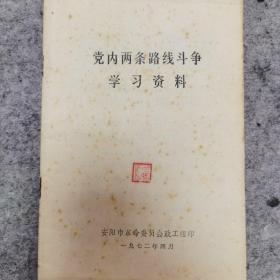 党内两条路线斗争
学习资料
安阳市革命委员会政工组印
一九七二年四月